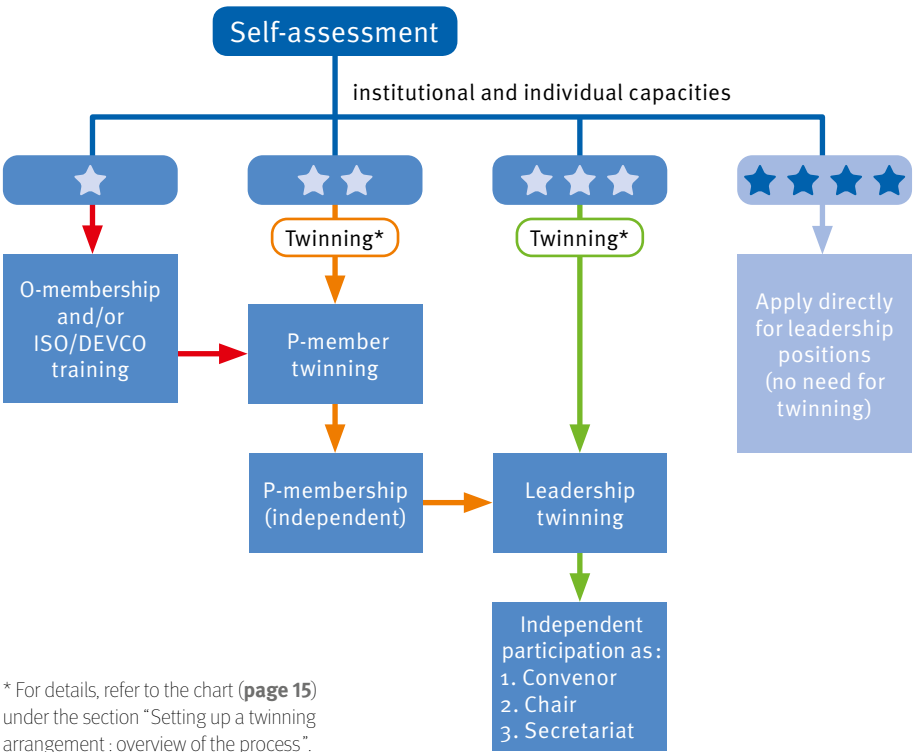 Self-assessment
institutional and individual capacities
Twinning*
Twinning*
O-membership
and/or
ISO/DEVCO
training
P-member
twinning
Apply directly
for leadership
positions
(no need for
twinning)
P-membership
(independent)
Leadership
twinning
Independent
participation as:
1. Convenor
2. Chair
3. Secretariat
* For details, refer to the chart (page 15)
under the section “Setting up a twinning
arrangement : overview of the process”.